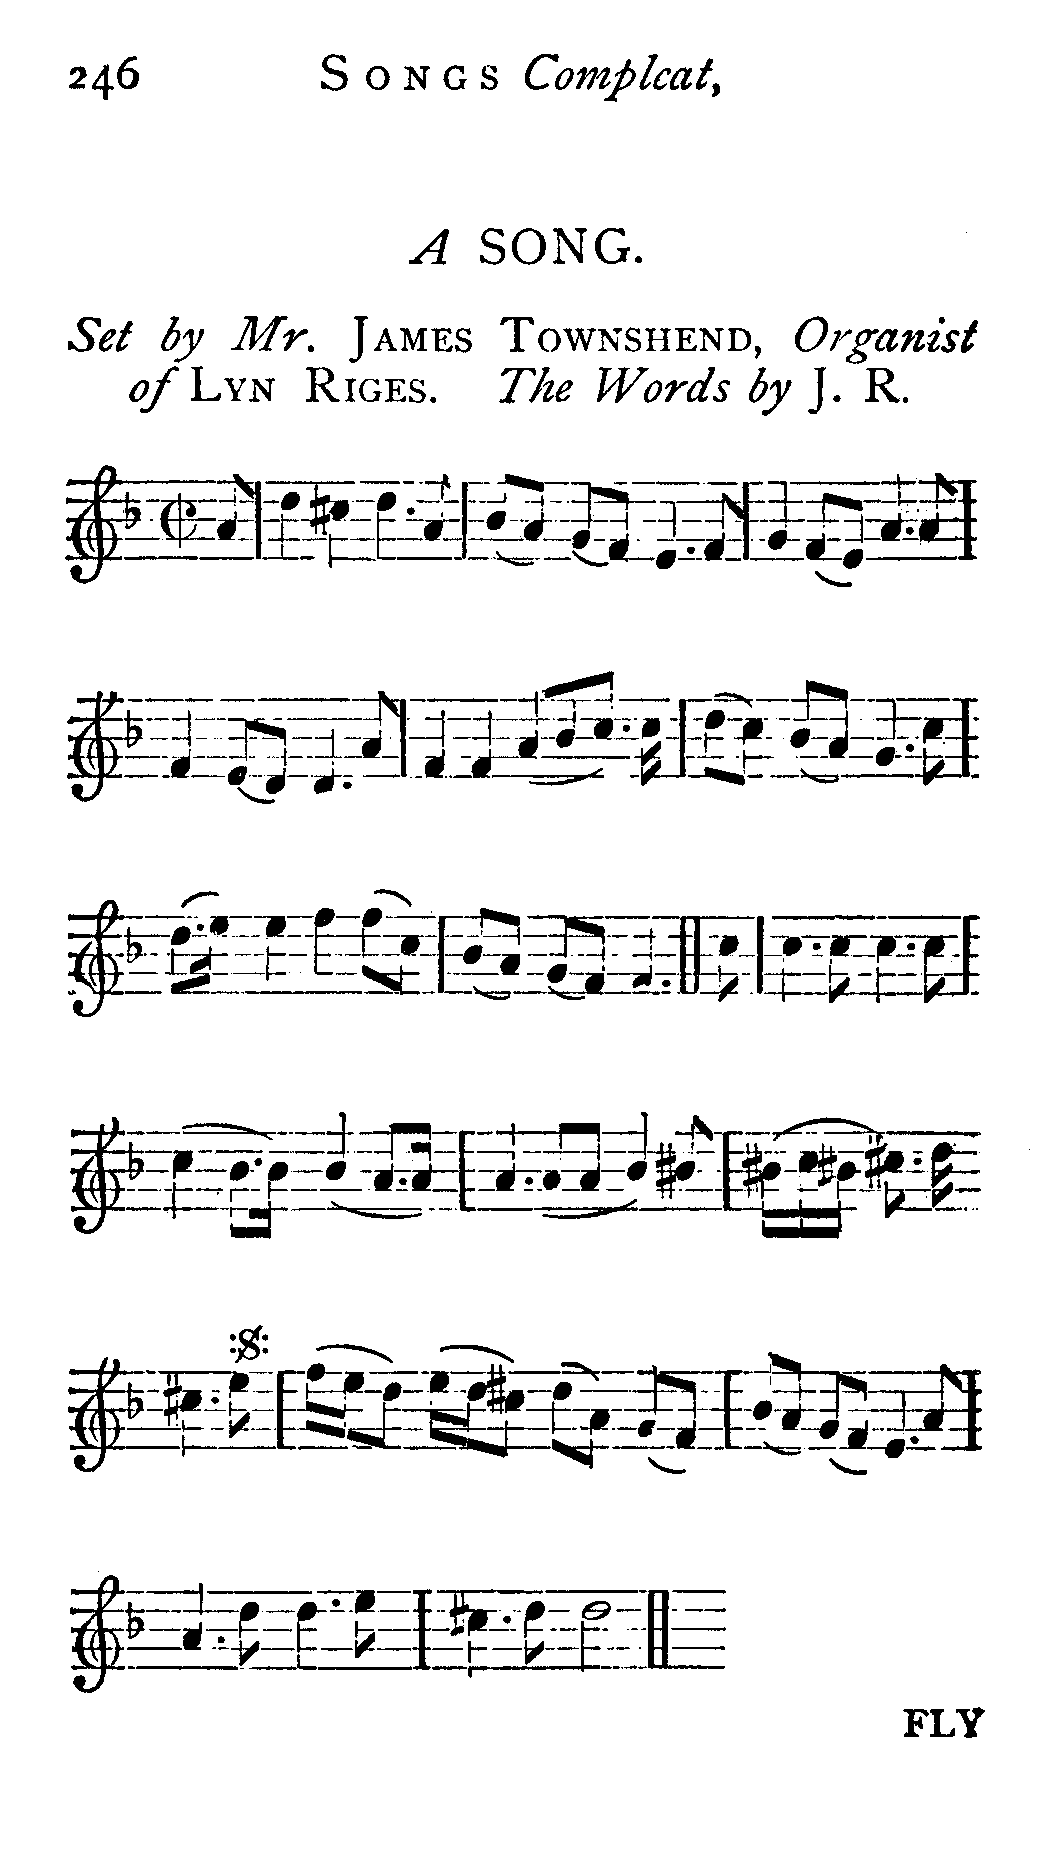 246 SONGS Compleat,
A SONG.
Set by Mr. JAMES TOWNSHEND, Organist
of LYN RIGES. The Words by J. R.
FLY